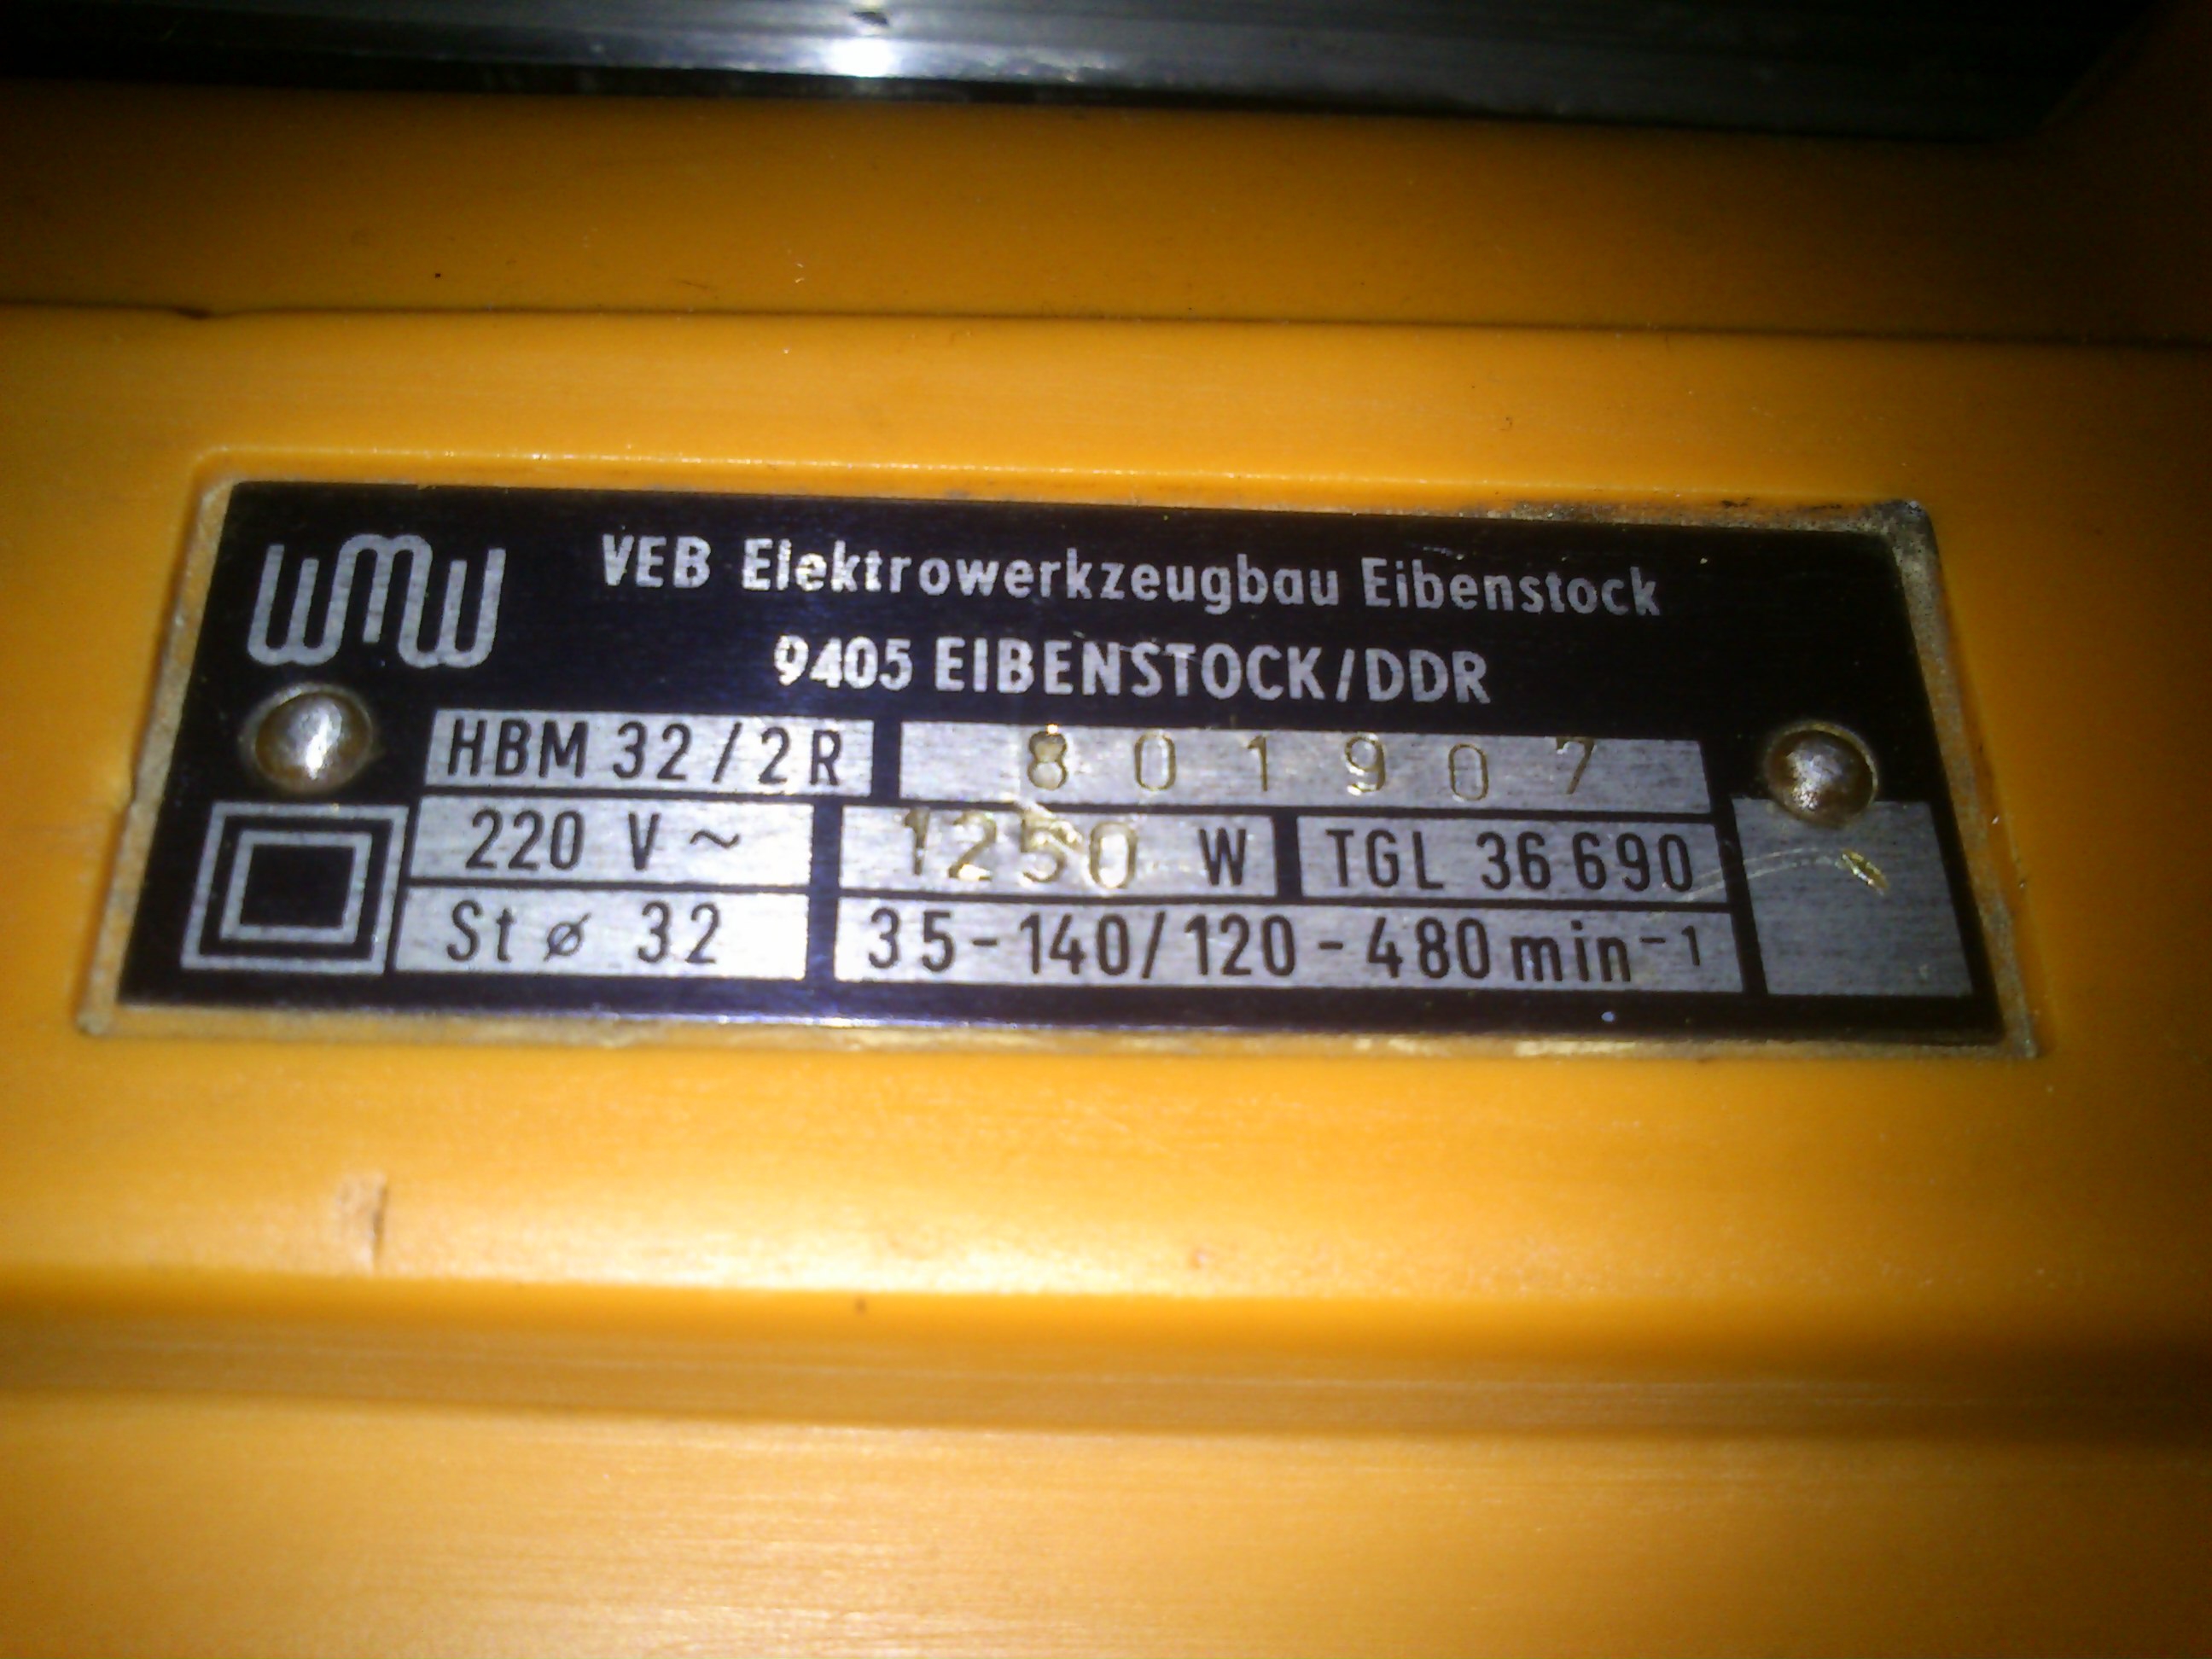 WMW
VEB Elektrowerkzeugbau Eibenstock
9405 EIBENSTOCK/DDR
HBM 32/2R 801907
220 V ~ 1250 W TGL 36 690
St ⌀ 32 35-140/120-480 min⁻¹